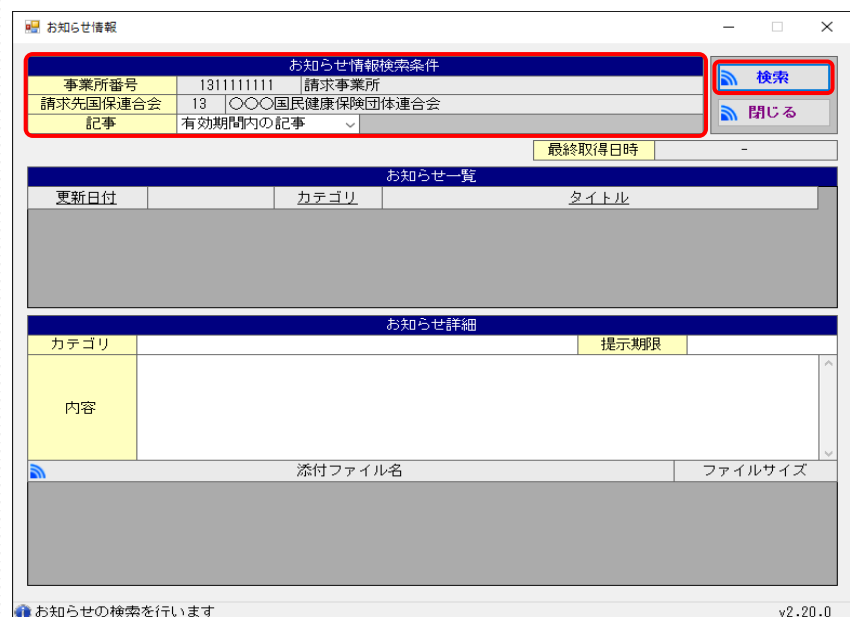 お知らせ情報
お知らせ情報検索条件
事業所番号 1311111111 請求事業所
請求先国保連合会 13 〇〇〇国民健康保険団体連合会
記事 有効期間内の記事
検索
閉じる
最終取得日時 -
お知らせ一覧
更新日付 カテゴリ タイトル
お知らせ詳細
カテゴリ 提示期限
内容
添付ファイル名 ファイルサイズ
お知らせの検索を行います v2.20.0